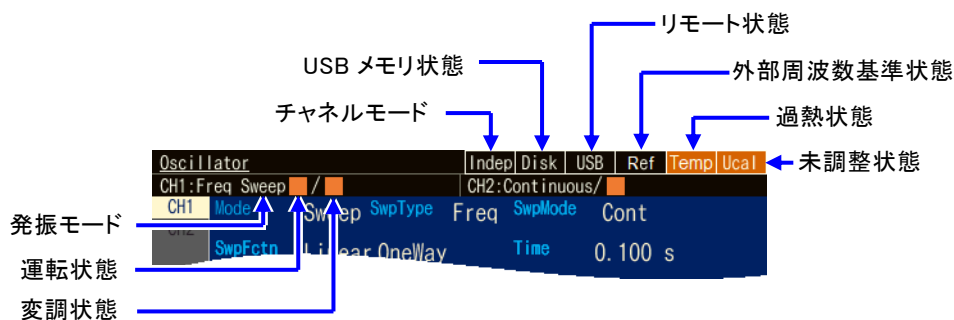 リモート状態
USB メモリ状態
外部周波数基準状態
チャネルモード
過熱状態
Oscillator Indep Disk USB Ref Temp Ucal
未調整状態
CH1:Freq Sweep / CH2:Continuous/
CH1 Mode Sweep SwpType Freq SwpMode Cont
発振モード
CH2
SwpFctn Linear OneWay Time 0.100 s
運転状態
変調状態